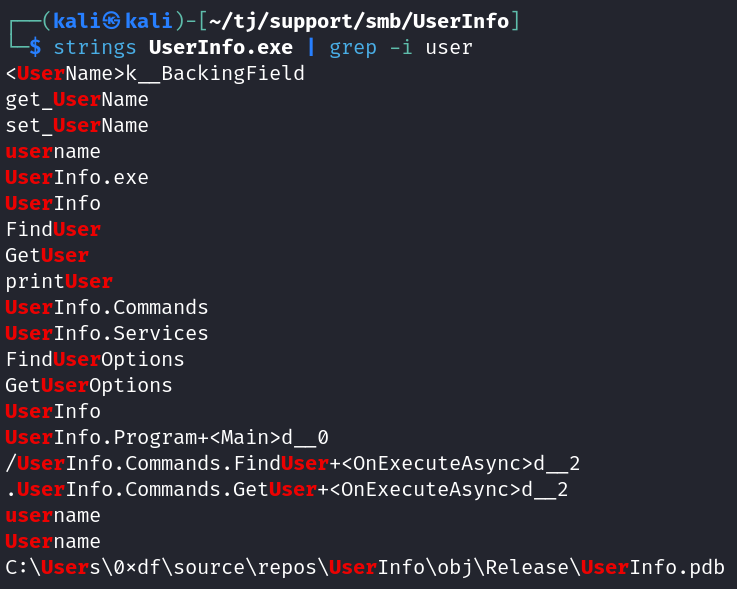 ┌──(kali㉿kali)-[~/tj/support/smb/UserInfo]
└─$ strings UserInfo.exe | grep -i user
<UserName>k__BackingField
get_UserName
set_UserName
username
UserInfo.exe
UserInfo
FindUser
GetUser
printUser
UserInfo.Commands
UserInfo.Services
FindUserOptions
GetUserOptions
UserInfo
UserInfo.Program+<Main>d__0
/UserInfo.Commands.FindUser+<OnExecuteAsync>d__2
.UserInfo.Commands.GetUser+<OnExecuteAsync>d__2
username
Username
C:\Users\0xdf\source\repos\UserInfo\obj\Release\UserInfo.pdb